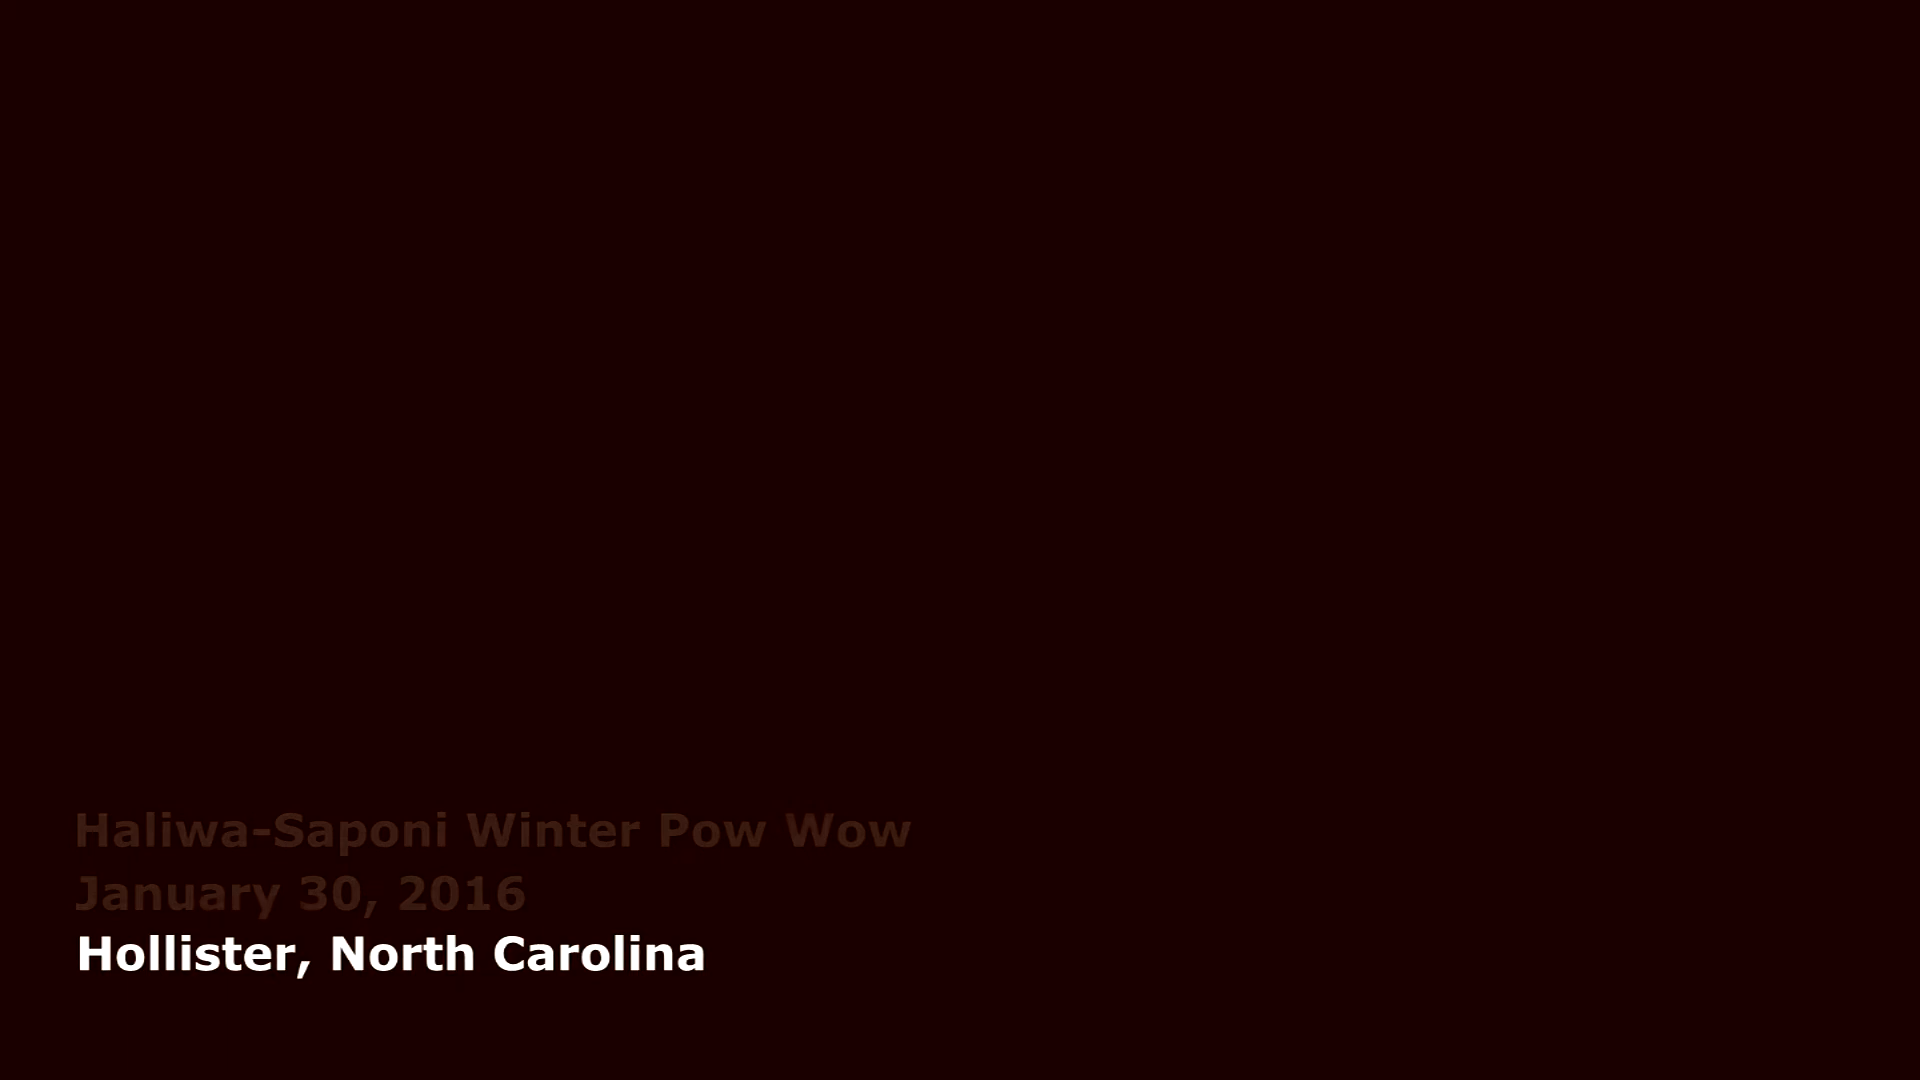 Haliwa-Saponi Winter Pow Wow
January 30, 2016
Hollister, North Carolina